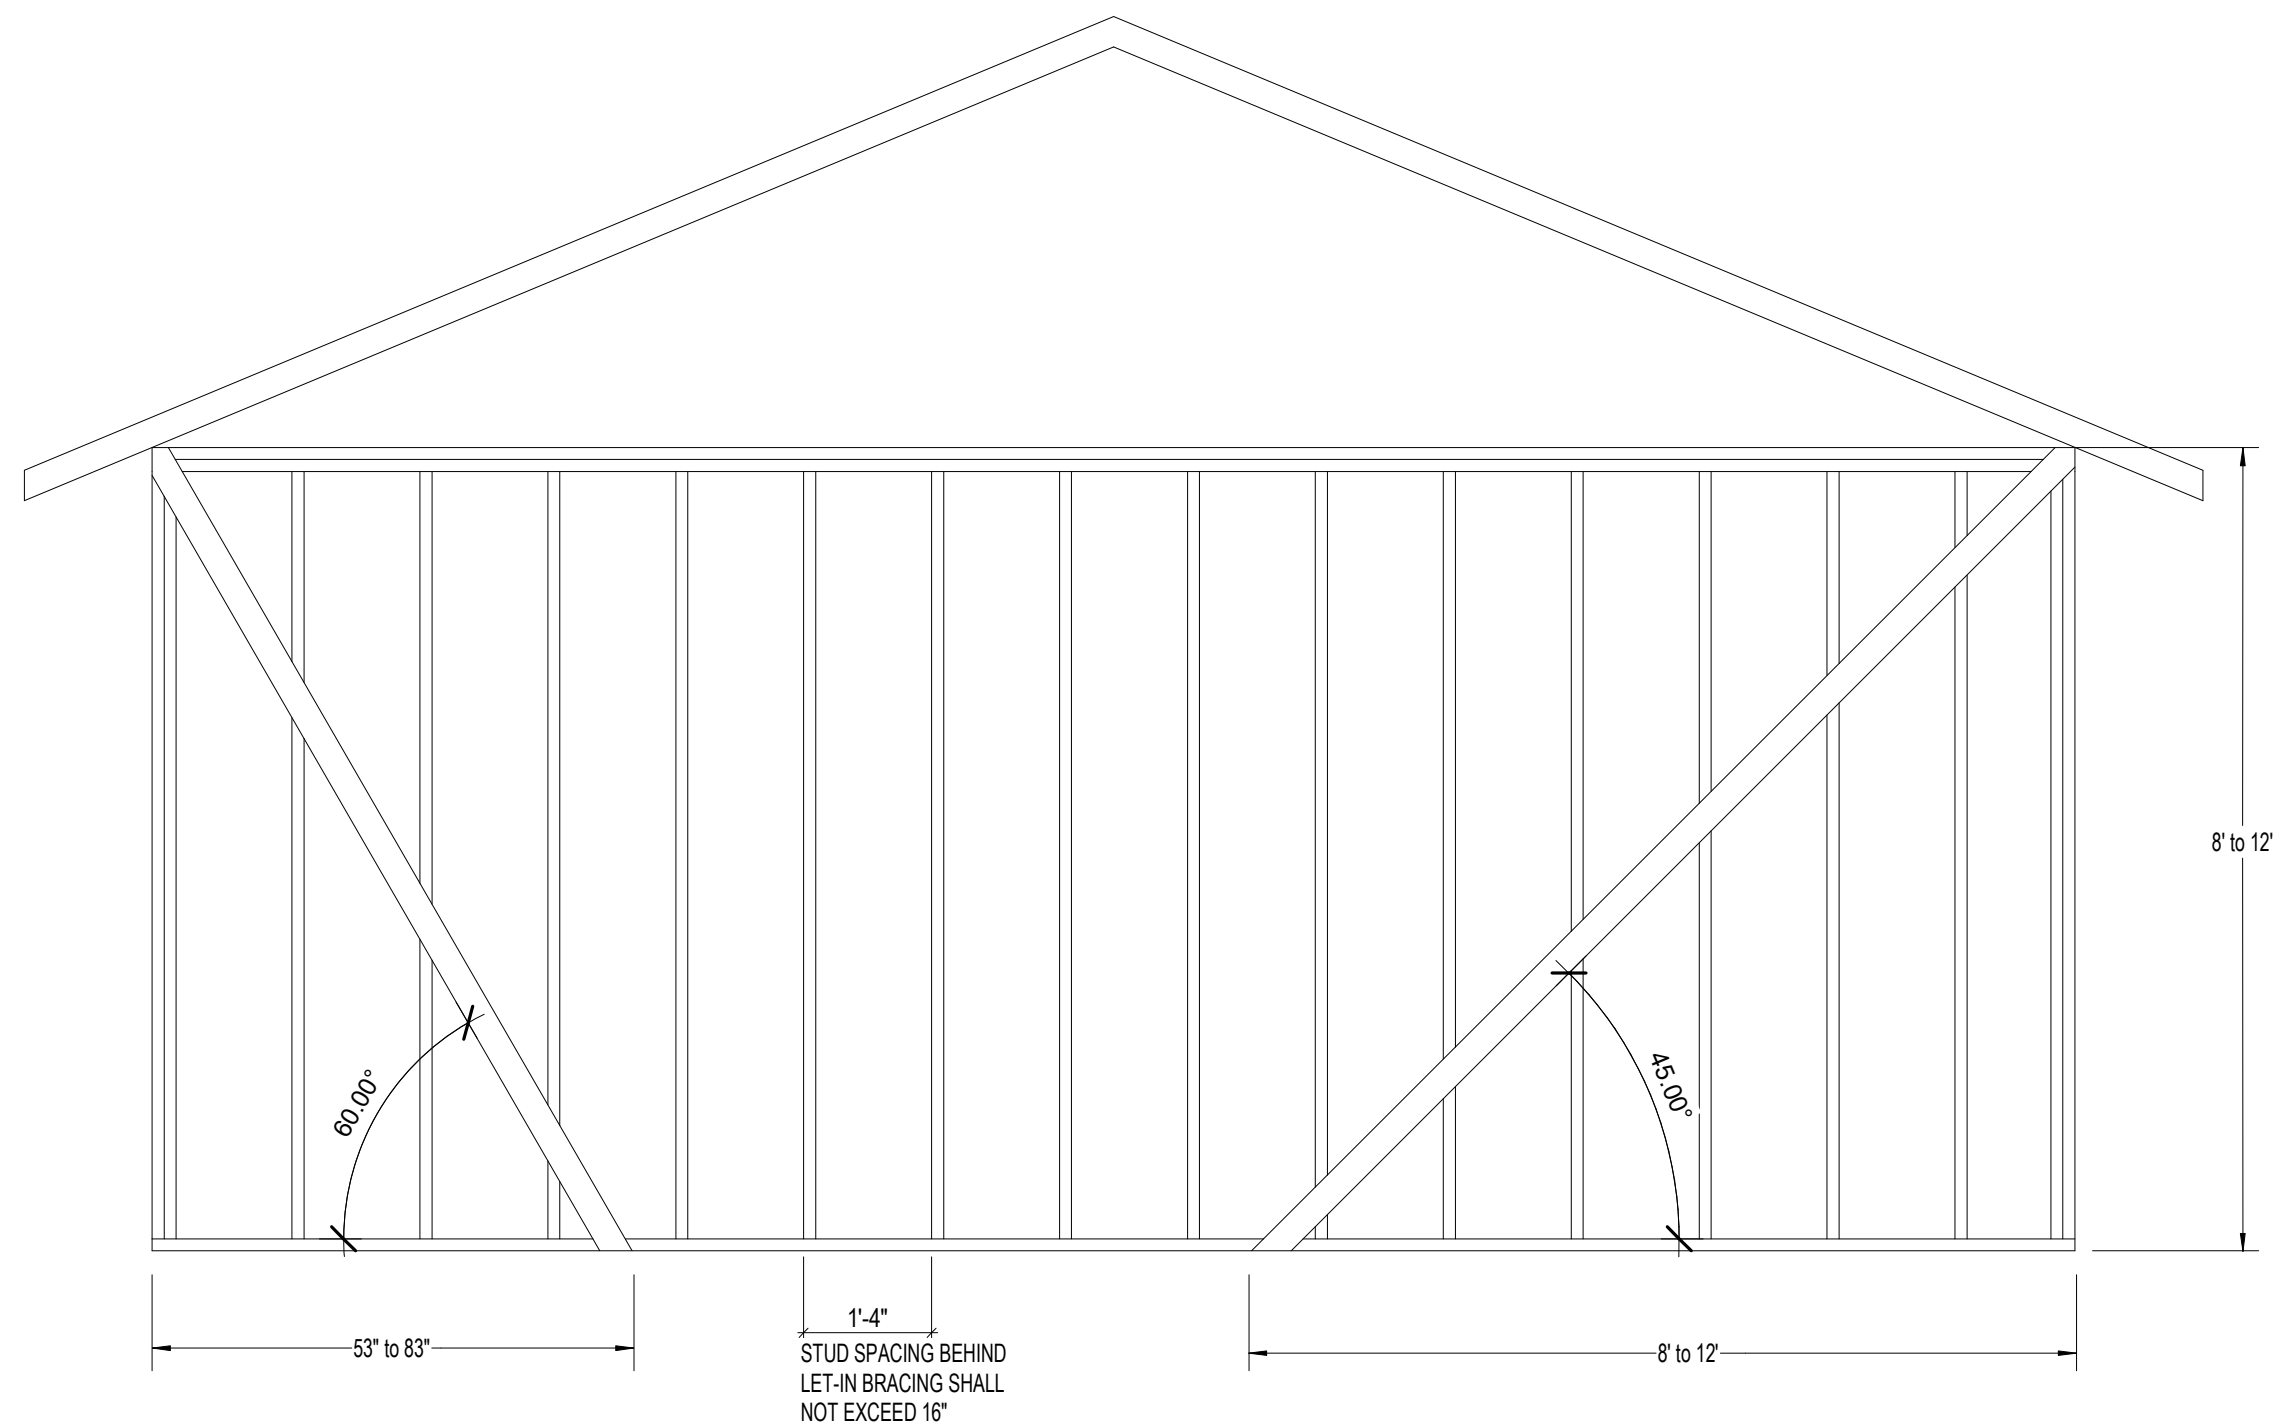 8' to 12'
60.00°
45.00°
1'-4"
53" to 83"
STUD SPACING BEHIND
LET-IN BRACING SHALL
NOT EXCEED 16"
8' to 12'